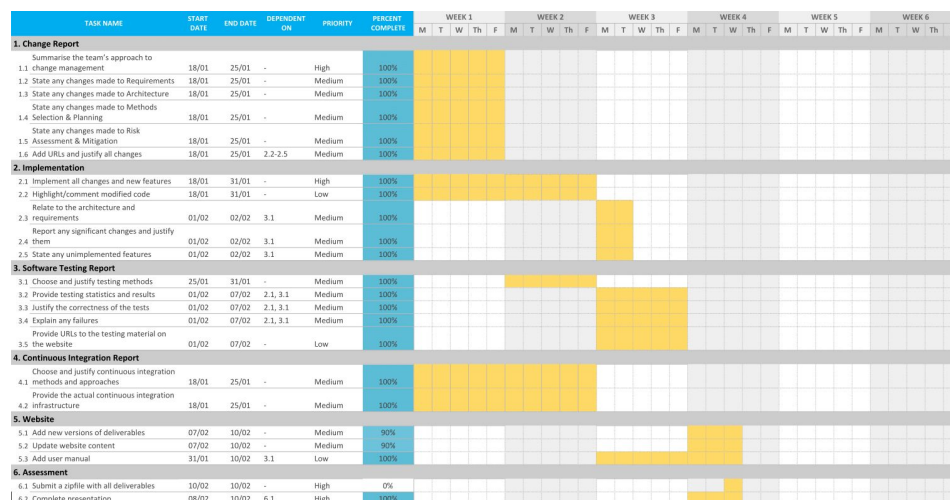 TASK NAME START DATE END DATE DEPENDENT ON PRIORITY PERCENT COMPLETE WEEK 1 WEEK 2 WEEK 3 WEEK 4 WEEK 5 WEEK 6
M T W Th F M T W Th F M T W Th F M T W Th F M T W Th F M T W Th
1. Change Report
Summarise the team's approach to
1.1 change management 18/01 25/01 - High 100%
1.2 State any changes made to Requirements 18/01 25/01 - Medium 100%
1.3 State any changes made to Architecture 18/01 25/01 - Medium 100%
State any changes made to Methods
1.4 Selection & Planning 18/01 25/01 - Medium 100%
State any changes made to Risk
1.5 Assessment & Mitigation 18/01 25/01 - Medium 100%
1.6 Add URLs and justify all changes 18/01 25/01 2.2-2.5 Medium 100%
2. Implementation
2.1 Implement all changes and new features 18/01 31/01 - High 100%
2.2 Highlight/comment modified code 18/01 31/01 - Low 100%
Relate to the architecture and
2.3 requirements 01/02 02/02 3.1 Medium 100%
Report any significant changes and justify
2.4 them 01/02 02/02 3.1 Medium 100%
2.5 State any unimplemented features 01/02 02/02 3.1 Medium 100%
3. Software Testing Report
3.1 Choose and justify testing methods 25/01 31/01 - Medium 100%
3.2 Provide testing statistics and results 01/02 07/02 2.1, 3.1 Medium 100%
3.3 Justify the correctness of the tests 01/02 07/02 2.1, 3.1 Medium 100%
3.4 Explain any failures 01/02 07/02 2.1, 3.1 Medium 100%
Provide URLs to the testing material on
3.5 the website 01/02 07/02 - Low 100%
4. Continuous Integration Report
Choose and justify continuous integration
4.1 methods and approaches 18/01 25/01 - Medium 100%
Provide the actual continuous integration
4.2 infrastructure 18/01 25/01 - Medium 100%
5. Website
5.1 Add new versions of deliverables 07/02 10/02 - Medium 90%
5.2 Update website content 07/02 10/02 - Medium 90%
5.3 Add user manual 31/01 10/02 3.1 Low 100%
6. Assessment
6.1 Submit a zipfile with all deliverables 10/02 10/02 - High 0%
6.2 Complete presentation 08/02 10/02 6.1 High 100%